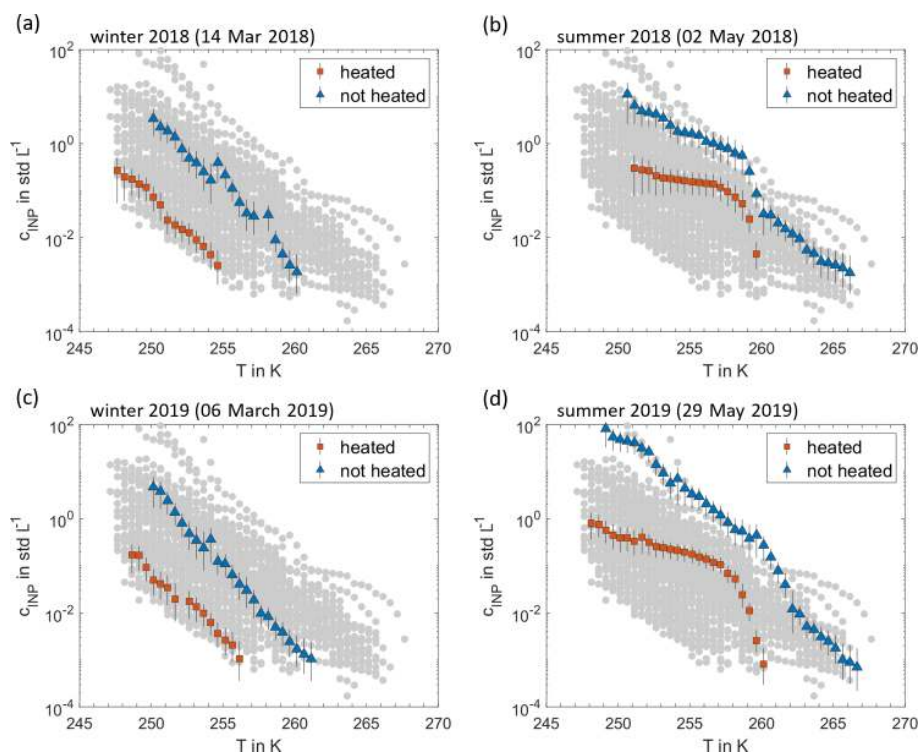 (a) winter 2018 (14 Mar 2018)
10^2
heated
not heated
10^0
c_INP in std L^-1
10^-2
10^-4
245 250 255 260 265 270
T in K
(b) summer 2018 (02 May 2018)
10^2
heated
not heated
10^0
c_INP in std L^-1
10^-2
10^-4
245 250 255 260 265 270
T in K
(c) winter 2019 (06 March 2019)
10^2
heated
not heated
10^0
c_INP in std L^-1
10^-2
10^-4
245 250 255 260 265 270
T in K
(d) summer 2019 (29 May 2019)
10^2
heated
not heated
10^0
c_INP in std L^-1
10^-2
10^-4
245 250 255 260 265 270
T in K